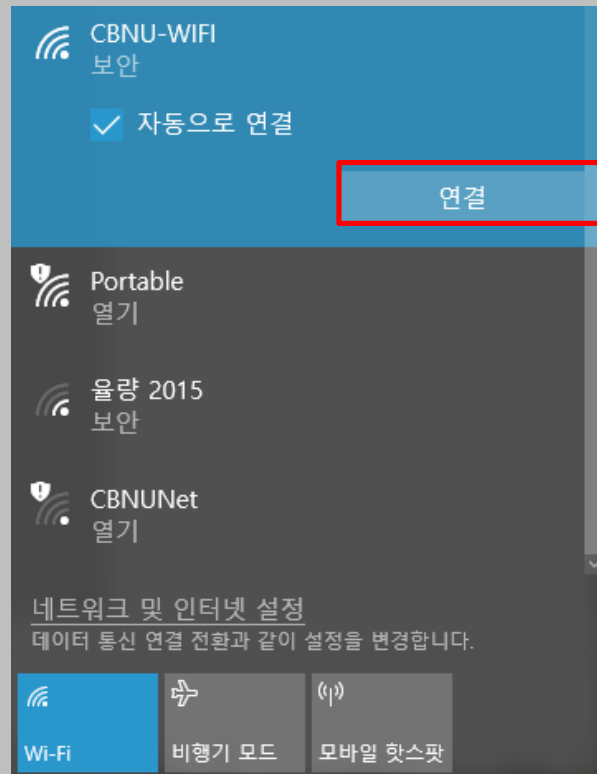 CBNU-WIFI
보안
자동으로 연결
연결
Portable
열기
율량 2015
보안
CBNUNet
열기
네트워크 및 인터넷 설정
데이터 통신 연결 전환과 같이 설정을 변경합니다.
Wi-Fi
비행기 모드
모바일 핫스팟